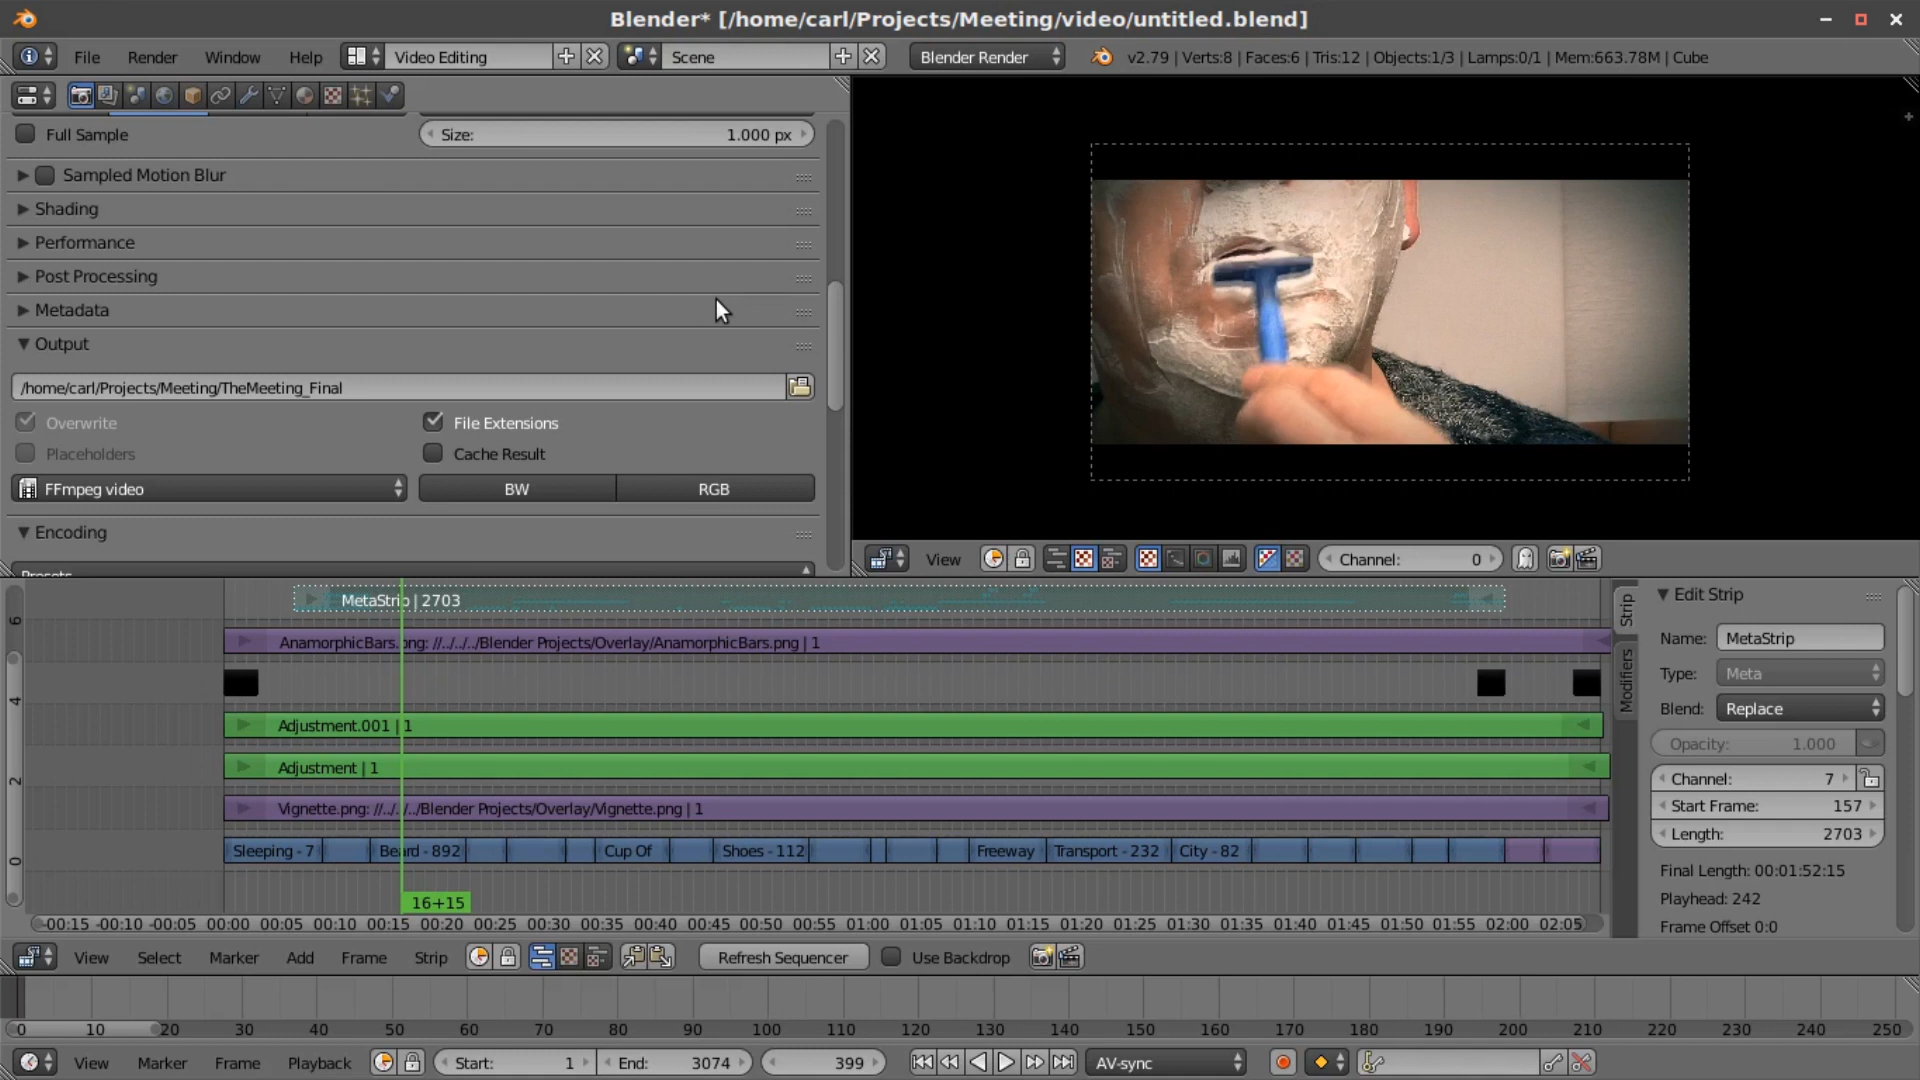 Blender* [/home/carl/Projects/Meeting/video/untitled.blend]
File Render Window Help Video Editing Scene Blender Render v2.79 | Verts:8 | Faces:6 | Tris:12 | Objects:1/3 | Lamps:0/1 | Mem:663.78M | Cube
Full Sample Size: 1.000 px
Sampled Motion Blur
Shading
Performance
Post Processing
Metadata
Output
/home/carl/Projects/Meeting/TheMeeting_Final
Overwrite File Extensions
Placeholders Cache Result
FFmpeg video BW RGB
Encoding
Presets
View Channel: 0
MetaStrip | 2703
AnamorphicBars.png: //../../../Blender Projects/Overlay/AnamorphicBars.png | 1
Adjustment.001 | 1
Adjustment | 1
Vignette.png: //../../../Blender Projects/Overlay/Vignette.png | 1
Sleeping - 7 Beard - 892 Cup Of Shoes - 112 Freeway Transport - 232 City - 82
6
4
2
0
16+15
-00:15 -00:10 -00:05 00:00 00:05 00:10 00:15 00:20 00:25 00:30 00:35 00:40 00:45 00:50 00:55 01:00 01:05 01:10 01:15 01:20 01:25 01:30 01:35 01:40 01:45 01:50 01:55 02:00 02:05
Strip
Modifiers
Edit Strip
Name: MetaStrip
Type: Meta
Blend: Replace
Opacity: 1.000
Channel: 7
Start Frame: 157
Length: 2703
Final Length: 00:01:52:15
Playhead: 242
Frame Offset 0:0
View Select Marker Add Frame Strip Refresh Sequencer Use Backdrop
0 10 20 30 40 50 60 70 80 90 100 110 120 130 140 150 160 170 180 190 200 210 220 230 240 250
View Marker Frame Playback Start: 1 End: 3074 399 AV-sync